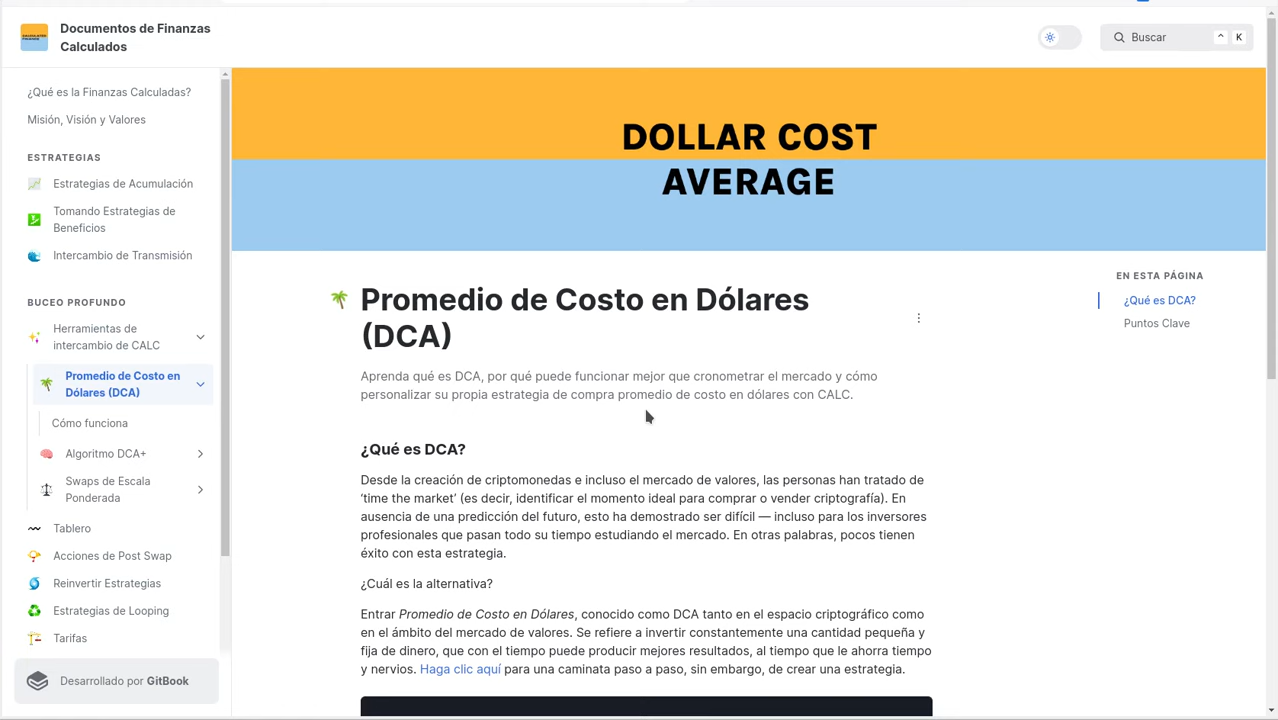 Documentos de Finanzas
Calculados
Buscar
^
K
¿Qué es la Finanzas Calculadas?
Misión, Visión y Valores
ESTRATEGIAS
Estrategias de Acumulación
Tomando Estrategias de
Beneficios
Intercambio de Transmisión
BUCEO PROFUNDO
Herramientas de
intercambio de CALC
Promedio de Costo en
Dólares (DCA)
Cómo funciona
Algoritmo DCA+
Swaps de Escala
Ponderada
Tablero
Acciones de Post Swap
Reinvertir Estrategias
Estrategias de Looping
Tarifas
Desarrollado por GitBook
DOLLAR COST
AVERAGE
Promedio de Costo en Dólares
(DCA)
Aprenda qué es DCA, por qué puede funcionar mejor que cronometrar el mercado y cómo
personalizar su propia estrategia de compra promedio de costo en dólares con CALC.
¿Qué es DCA?
Desde la creación de criptomonedas e incluso el mercado de valores, las personas han tratado de
‘time the market’ (es decir, identificar el momento ideal para comprar o vender criptografía). En
ausencia de una predicción del futuro, esto ha demostrado ser difícil — incluso para los inversores
profesionales que pasan todo su tiempo estudiando el mercado. En otras palabras, pocos tienen
éxito con esta estrategia.
¿Cuál es la alternativa?
Entrar Promedio de Costo en Dólares, conocido como DCA tanto en el espacio criptográfico como
en el ámbito del mercado de valores. Se refiere a invertir constantemente una cantidad pequeña y
fija de dinero, que con el tiempo puede producir mejores resultados, al tiempo que le ahorra tiempo
y nervios. Haga clic aquí para una caminata paso a paso, sin embargo, de crear una estrategia.
EN ESTA PÁGINA
¿Qué es DCA?
Puntos Clave